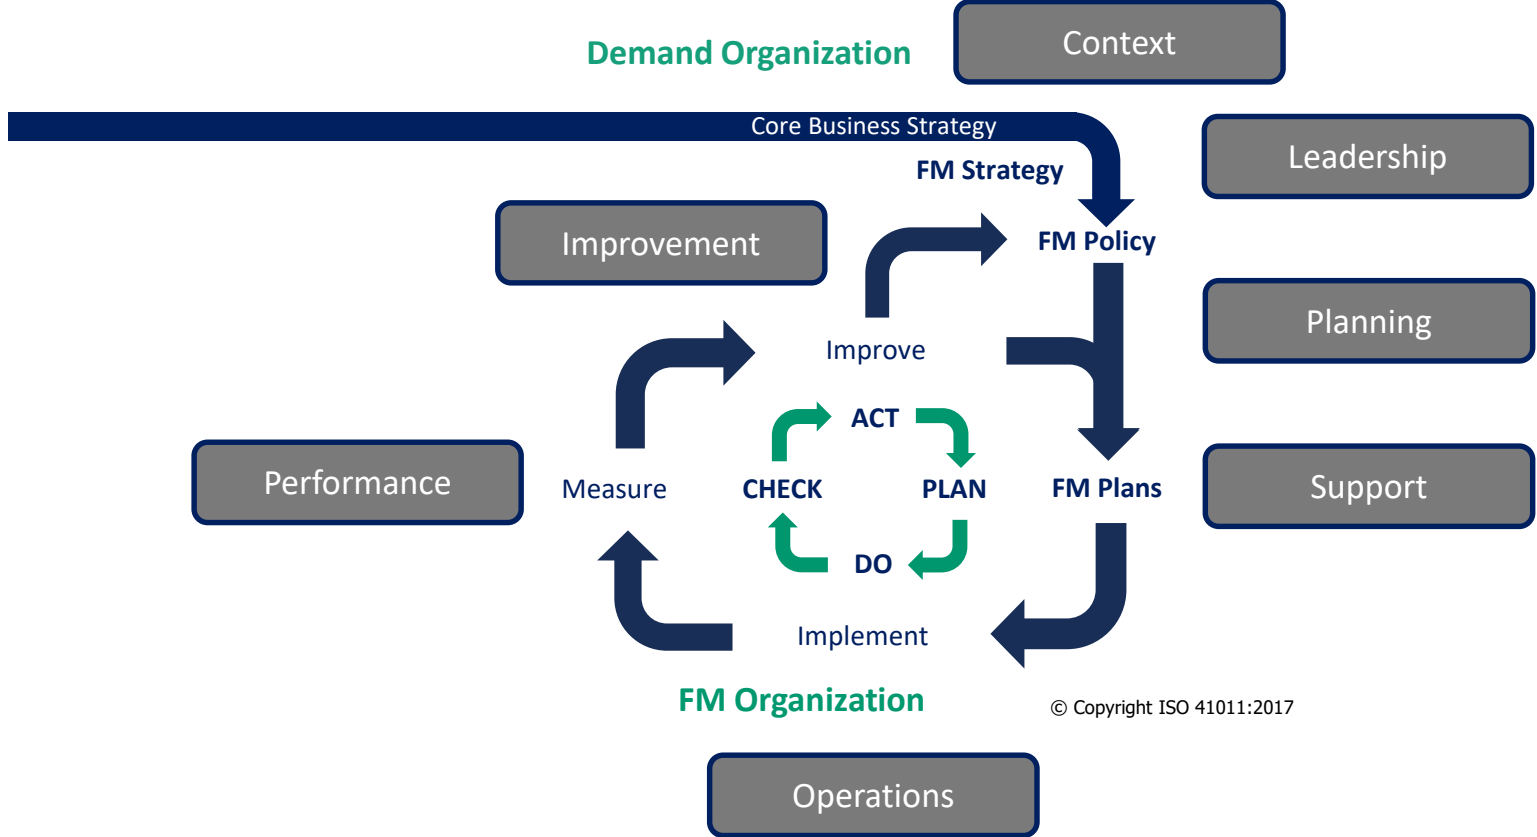 Context
Demand Organization
Core Business Strategy
Leadership
FM Strategy
Improvement
FM Policy
Planning
Improve
ACT
Performance
Measure
CHECK
PLAN
FM Plans
Support
DO
Implement
FM Organization
© Copyright ISO 41011:2017
Operations